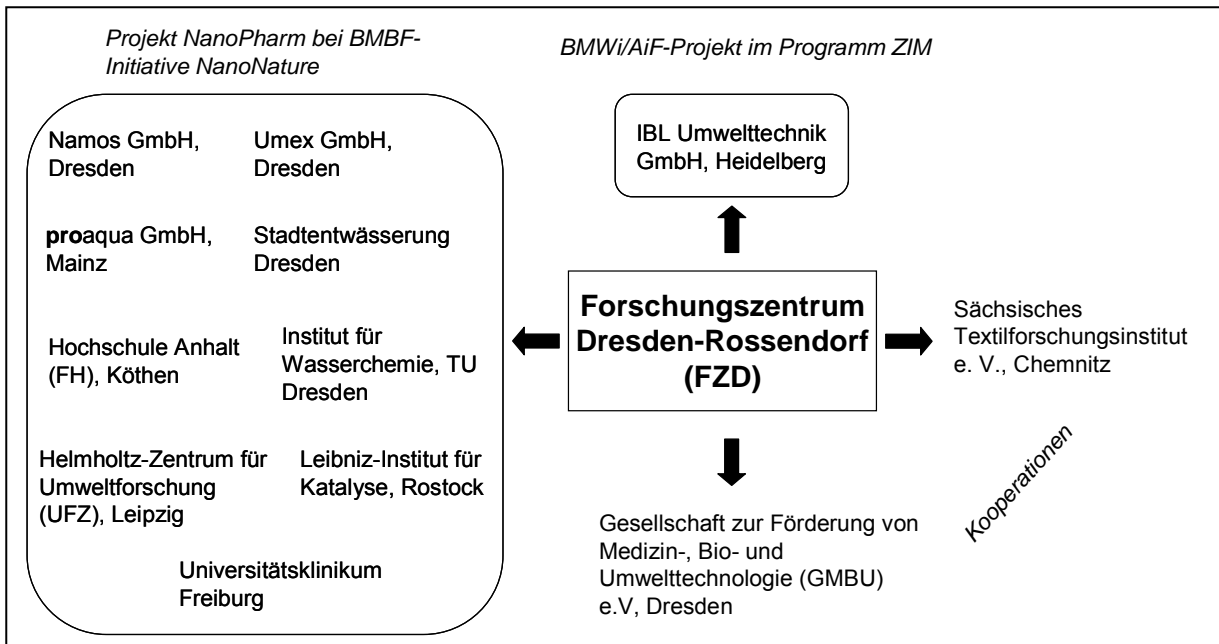 Projekt NanoPharm bei BMBF-
Initiative NanoNature
Namos GmbH,
Dresden
Umex GmbH,
Dresden
proaqua GmbH,
Mainz
Stadtentwässerung
Dresden
Hochschule Anhalt
(FH), Köthen
Institut für
Wasserchemie, TU
Dresden
Helmholtz-Zentrum für
Umweltforschung
(UFZ), Leipzig
Leibniz-Institut für
Katalyse, Rostock
Universitätsklinikum
Freiburg
BMWi/AiF-Projekt im Programm ZIM
IBL Umwelttechnik
GmbH, Heidelberg
Forschungszentrum
Dresden-Rossendorf
(FZD)
Sächsisches
Textilforschungsinstitut
e. V., Chemnitz
Kooperationen
Gesellschaft zur Förderung von
Medizin-, Bio- und
Umwelttechnologie (GMBU)
e.V, Dresden